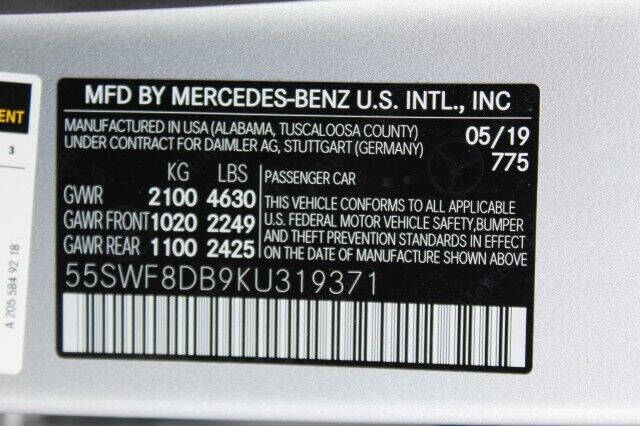 MFD BY MERCEDES-BENZ U.S. INTL., INC
MANUFACTURED IN USA (ALABAMA, TUSCALOOSA COUNTY)
UNDER CONTRACT FOR DAIMLER AG, STUTTGART (GERMANY)
05/19
775
KG LBS
GWR 2100 4630
GAWR FRONT 1020 2249
GAWR REAR 1100 2425
PASSENGER CAR
THIS VEHICLE CONFORMS TO ALL APPLICABLE
U.S. FEDERAL MOTOR VEHICLE SAFETY,BUMPER
AND THEFT PREVENTION STANDARDS IN EFFECT
ON THE DATE OF MANUFACTURE SHOWN ABOVE
55SWF8DB9KU319371
ENT
3
A 205 584 92 18